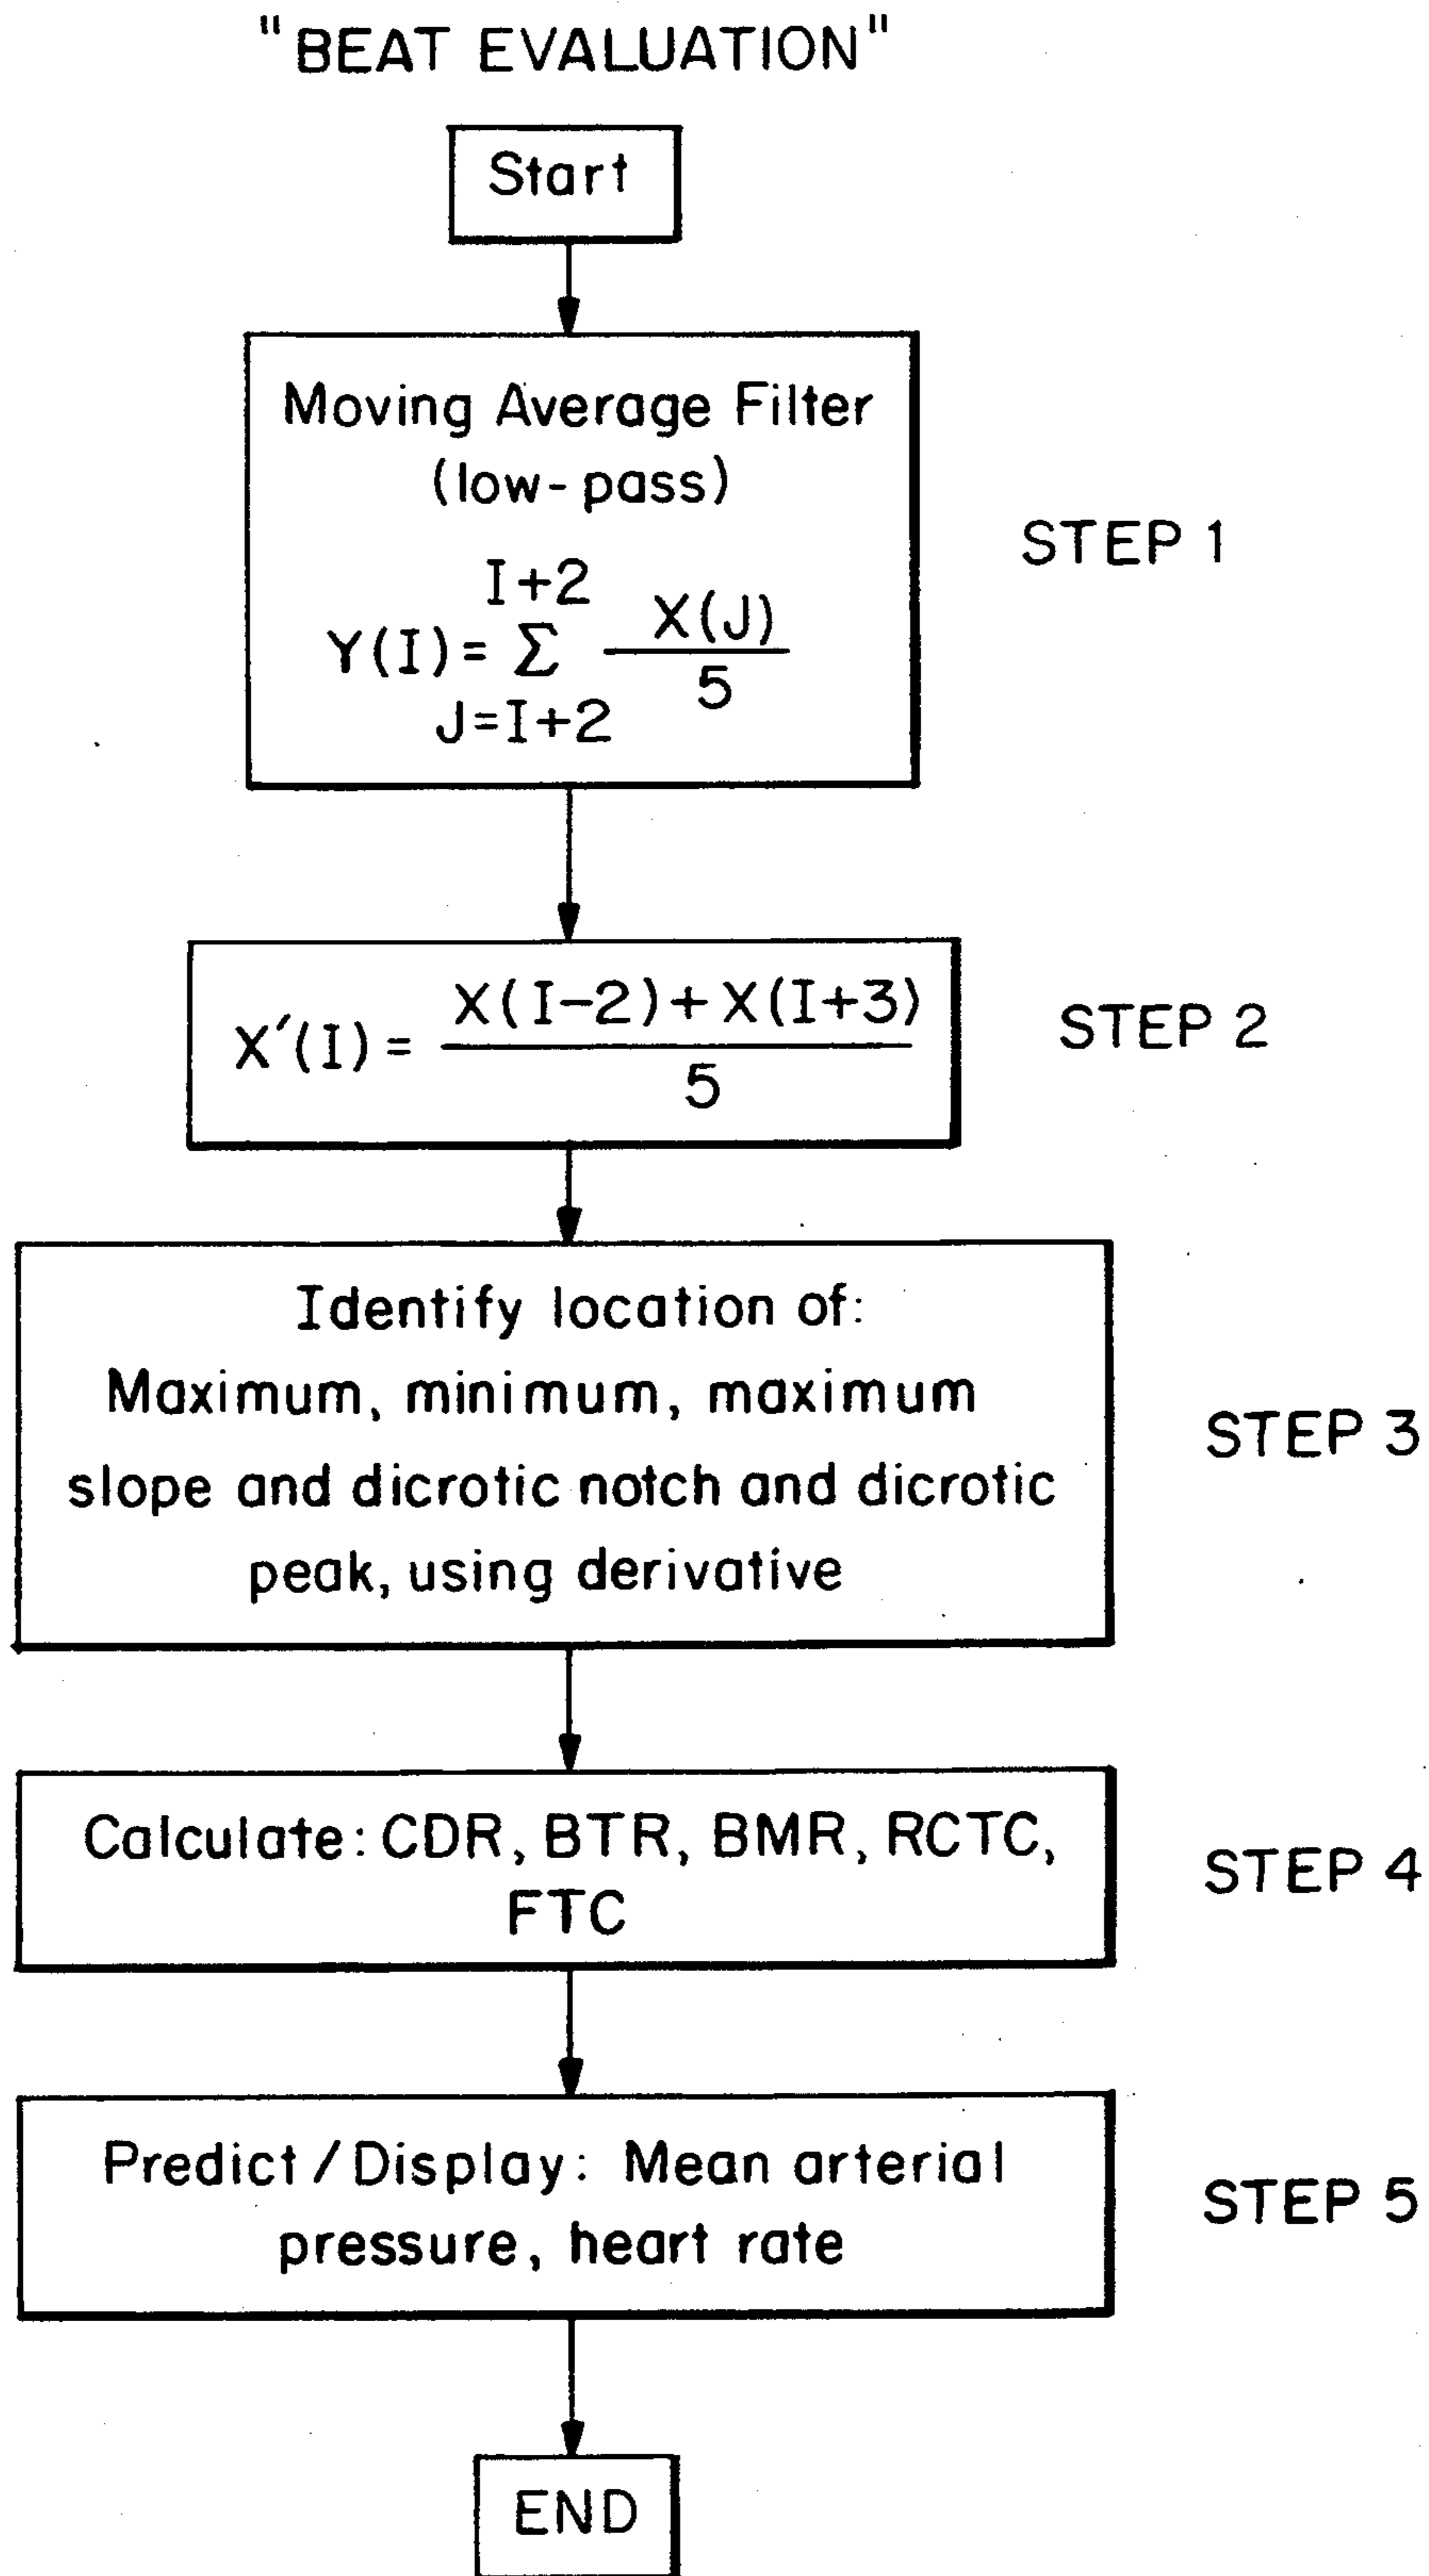 "BEAT EVALUATION"
Start
Moving Average Filter
(low-pass)
I+2
Y(I)= Σ X(J)
5
J=I+2
STEP 1
X′(I)= X(I-2)+X(I+3)
5
STEP 2
Identify location of:
Maximum, minimum, maximum
slope and dicrotic notch and dicrotic
peak, using derivative
STEP 3
Calculate: CDR, BTR, BMR, RCTC,
FTC
STEP 4
Predict/Display: Mean arterial
pressure, heart rate
STEP 5
END